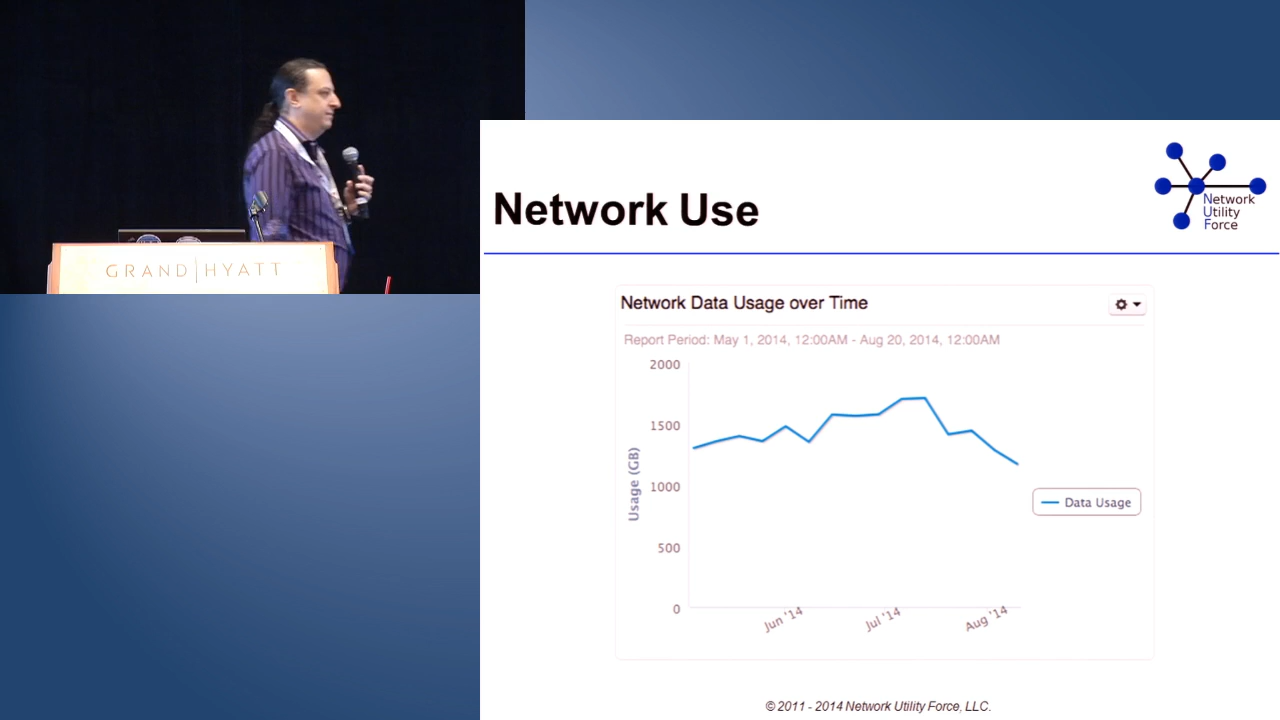 GRAND HYATT
Network Use
Network
Utility
Force
Network Data Usage over Time
Report Period: May 1, 2014, 12:00AM - Aug 20, 2014, 12:00AM
2000
1500
1000
500
0
Usage (GB)
Jun '14
Jul '14
Aug '14
Data Usage
© 2011 - 2014 Network Utility Force, LLC.